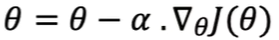 θ = θ − α .∇θJ(θ)